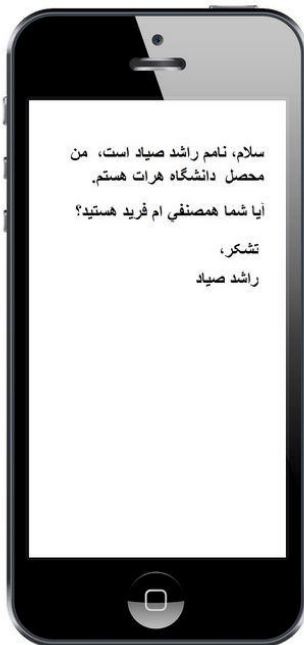 سلام، نامم راشد صیاد است، من
محصل دانشگاه هرات هستم.
آیا شما همصنفي ام فرید هستید؟
تشکر،
راشد صیاد